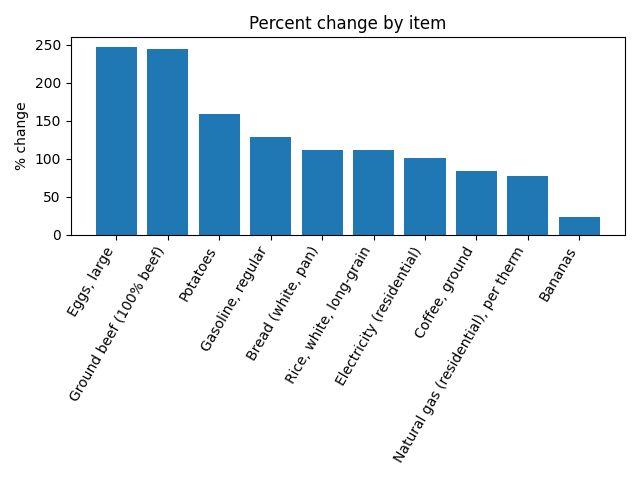 Percent change by item
% change
250
200
150
100
50
0
Eggs, large
Ground beef (100% beef)
Potatoes
Gasoline, regular
Bread (white, pan)
Rice, white, long-grain
Electricity (residential)
Coffee, ground
Natural gas (residential), per therm
Bananas